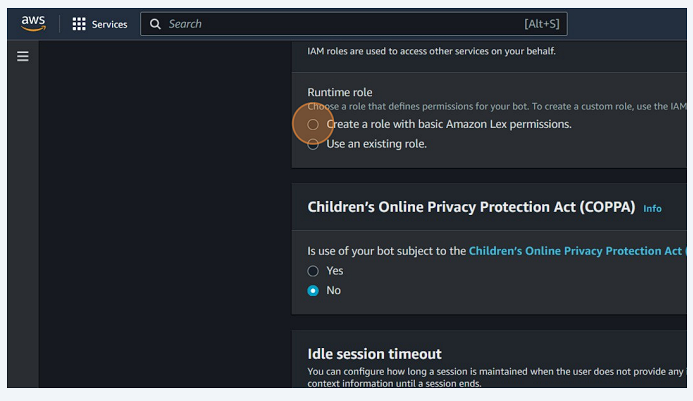 aws
Services
Search
[Alt+S]
IAM roles are used to access other services on your behalf.
Runtime role
Choose a role that defines permissions for your bot. To create a custom role, use the IAM
Create a role with basic Amazon Lex permissions.
Use an existing role.
Children's Online Privacy Protection Act (COPPA) Info
Is use of your bot subject to the Children's Online Privacy Protection Act (
Yes
No
Idle session timeout
You can configure how long a session is maintained when the user does not provide any
context information until a session ends.